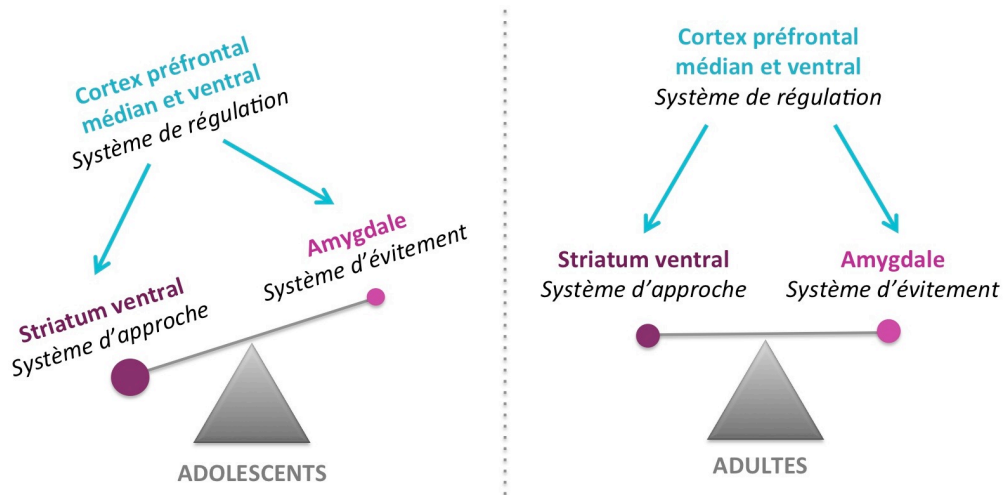 Cortex préfrontal
médian et ventral
Système de régulation
Amygdale
Système d'évitement
Striatum ventral
Système d'approche
ADOLESCENTS
Cortex préfrontal
médian et ventral
Système de régulation
Striatum ventral
Système d'approche
Amygdale
Système d'évitement
ADULTES